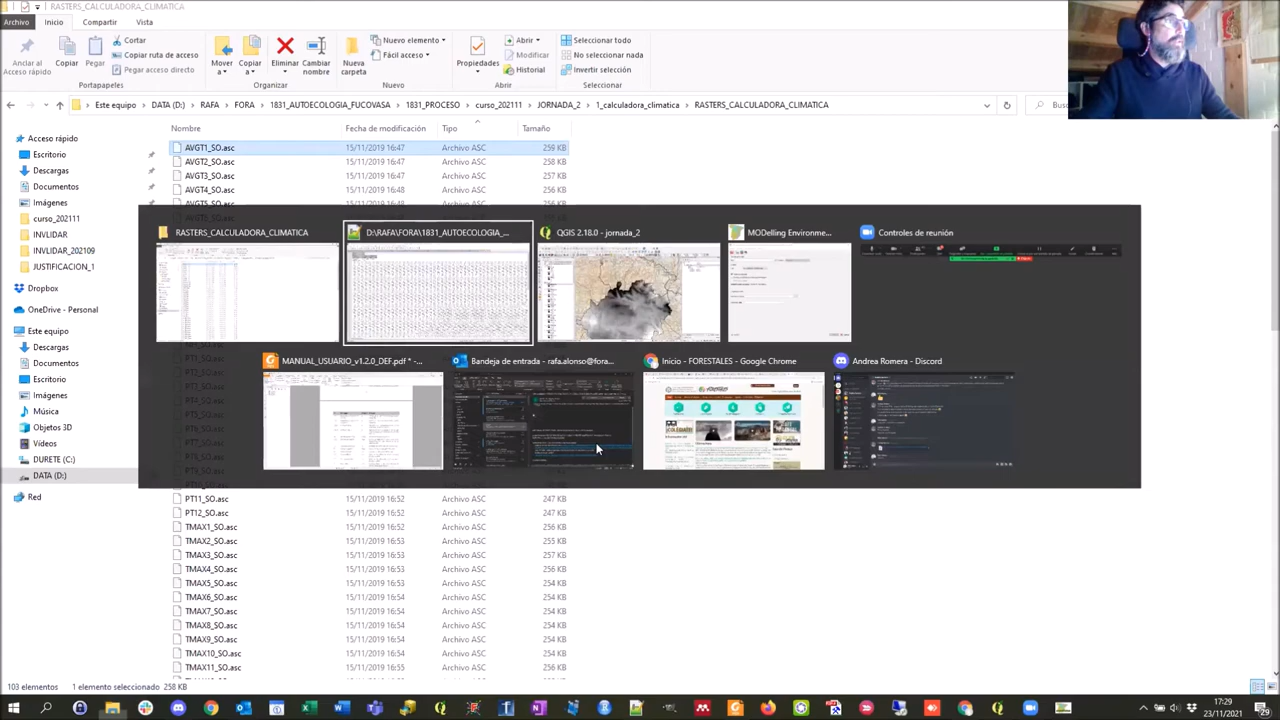 RASTERS_CALCULADORA_CLIMATICA
Archivo Inicio Compartir Vista
Anclar al Acceso rápido
Copiar
Pegar
Cortar
Copiar ruta de acceso
Pegar acceso directo
Portapapeles
Mover a
Copiar a
Eliminar
Cambiar nombre
Organizar
Nueva carpeta
Nuevo elemento
Fácil acceso
Nuevo
Propiedades
Abrir
Modificar
Historial
Abrir
Seleccionar todo
No seleccionar nada
Invertir selección
Seleccionar
Este equipo > DATA (D:) > RAFA > FORA > 1831_AUTOECOLOGIA_FUCOVASA > 1831_PROCESO > curso_202111 > JORNADA_2 > 1_calculadora_climatica > RASTERS_CALCULADORA_CLIMATICA
Nombre Fecha de modificación Tipo Tamaño
Acceso rápido
Escritorio
Descargas
Documentos
Imágenes
curso_202111
INVLIDAR
INVLIDAR_202109
JUSTIFICACIÓN_1
Dropbox
OneDrive - Personal
Este equipo
Descargas
Documentos
Escritorio
Imágenes
Música
Objetos 3D
Vídeos
DATA (D:)
Red
AVGT1_SO.asc 15/11/2019 16:47 Archivo ASC 259 KB
AVGT2_SO.asc 15/11/2019 16:47 Archivo ASC 258 KB
AVGT3_SO.asc 15/11/2019 16:47 Archivo ASC 257 KB
AVGT4_SO.asc 15/11/2019 16:48 Archivo ASC 256 KB
RASTERS_CALCULADORA_CLIMATICA
D:\RAFA\FORA\1831_AUTOECOLOGIA_...
QGIS 2.18.0 - jornada_2
MODelling Environme...
Controles de reunión
MANUAL_USUARIO_v1.2.0_DEF.pdf * -...
Bandeja de entrada - rafa.alonso@fora...
Inicio - FORESTALES - Google Chrome
Andrea Romera - Discord
PT11_SO.asc 15/11/2019 16:52 Archivo ASC 247 KB
PT12_SO.asc 15/11/2019 16:52 Archivo ASC 247 KB
TMAX1_SO.asc 15/11/2019 16:52 Archivo ASC 256 KB
TMAX2_SO.asc 15/11/2019 16:53 Archivo ASC 255 KB
TMAX3_SO.asc 15/11/2019 16:53 Archivo ASC 257 KB
TMAX4_SO.asc 15/11/2019 16:53 Archivo ASC 254 KB
TMAX5_SO.asc 15/11/2019 16:53 Archivo ASC 254 KB
TMAX6_SO.asc 15/11/2019 16:54 Archivo ASC 254 KB
TMAX7_SO.asc 15/11/2019 16:54 Archivo ASC 254 KB
TMAX8_SO.asc 15/11/2019 16:54 Archivo ASC 254 KB
TMAX9_SO.asc 15/11/2019 16:54 Archivo ASC 254 KB
TMAX10_SO.asc 15/11/2019 16:54 Archivo ASC 254 KB
TMAX11_SO.asc 15/11/2019 16:55 Archivo ASC 256 KB
103 elementos 1 elemento seleccionado 258 KB
17:29
23/11/2021